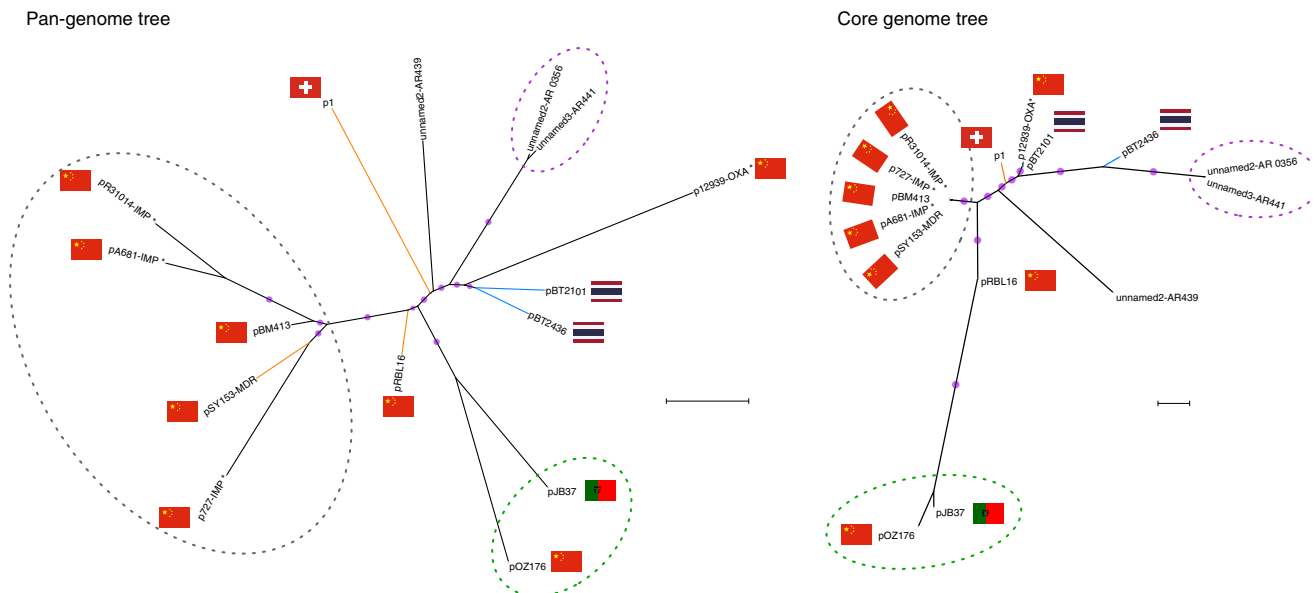 Pan-genome tree
p1
unnamed2-AR439
unnamed2-AR 0356
unnamed3-AR441
p12939-OXA *
pR31014-IMP *
pA681-IMP *
pBM413
pSY153-MDR
p727-IMP *
pRBL16
pBT2101
pBT2436
pJB37
pOZ176
Core genome tree
pR31014-IMP *
p727-IMP *
pBM413
pA681-IMP *
pSY153-MDR
p1
p12939-OXA*
pBT2101
pBT2436
unnamed2-AR 0356
unnamed3-AR441
pRBL16
unnamed2-AR439
pJB37
pOZ176